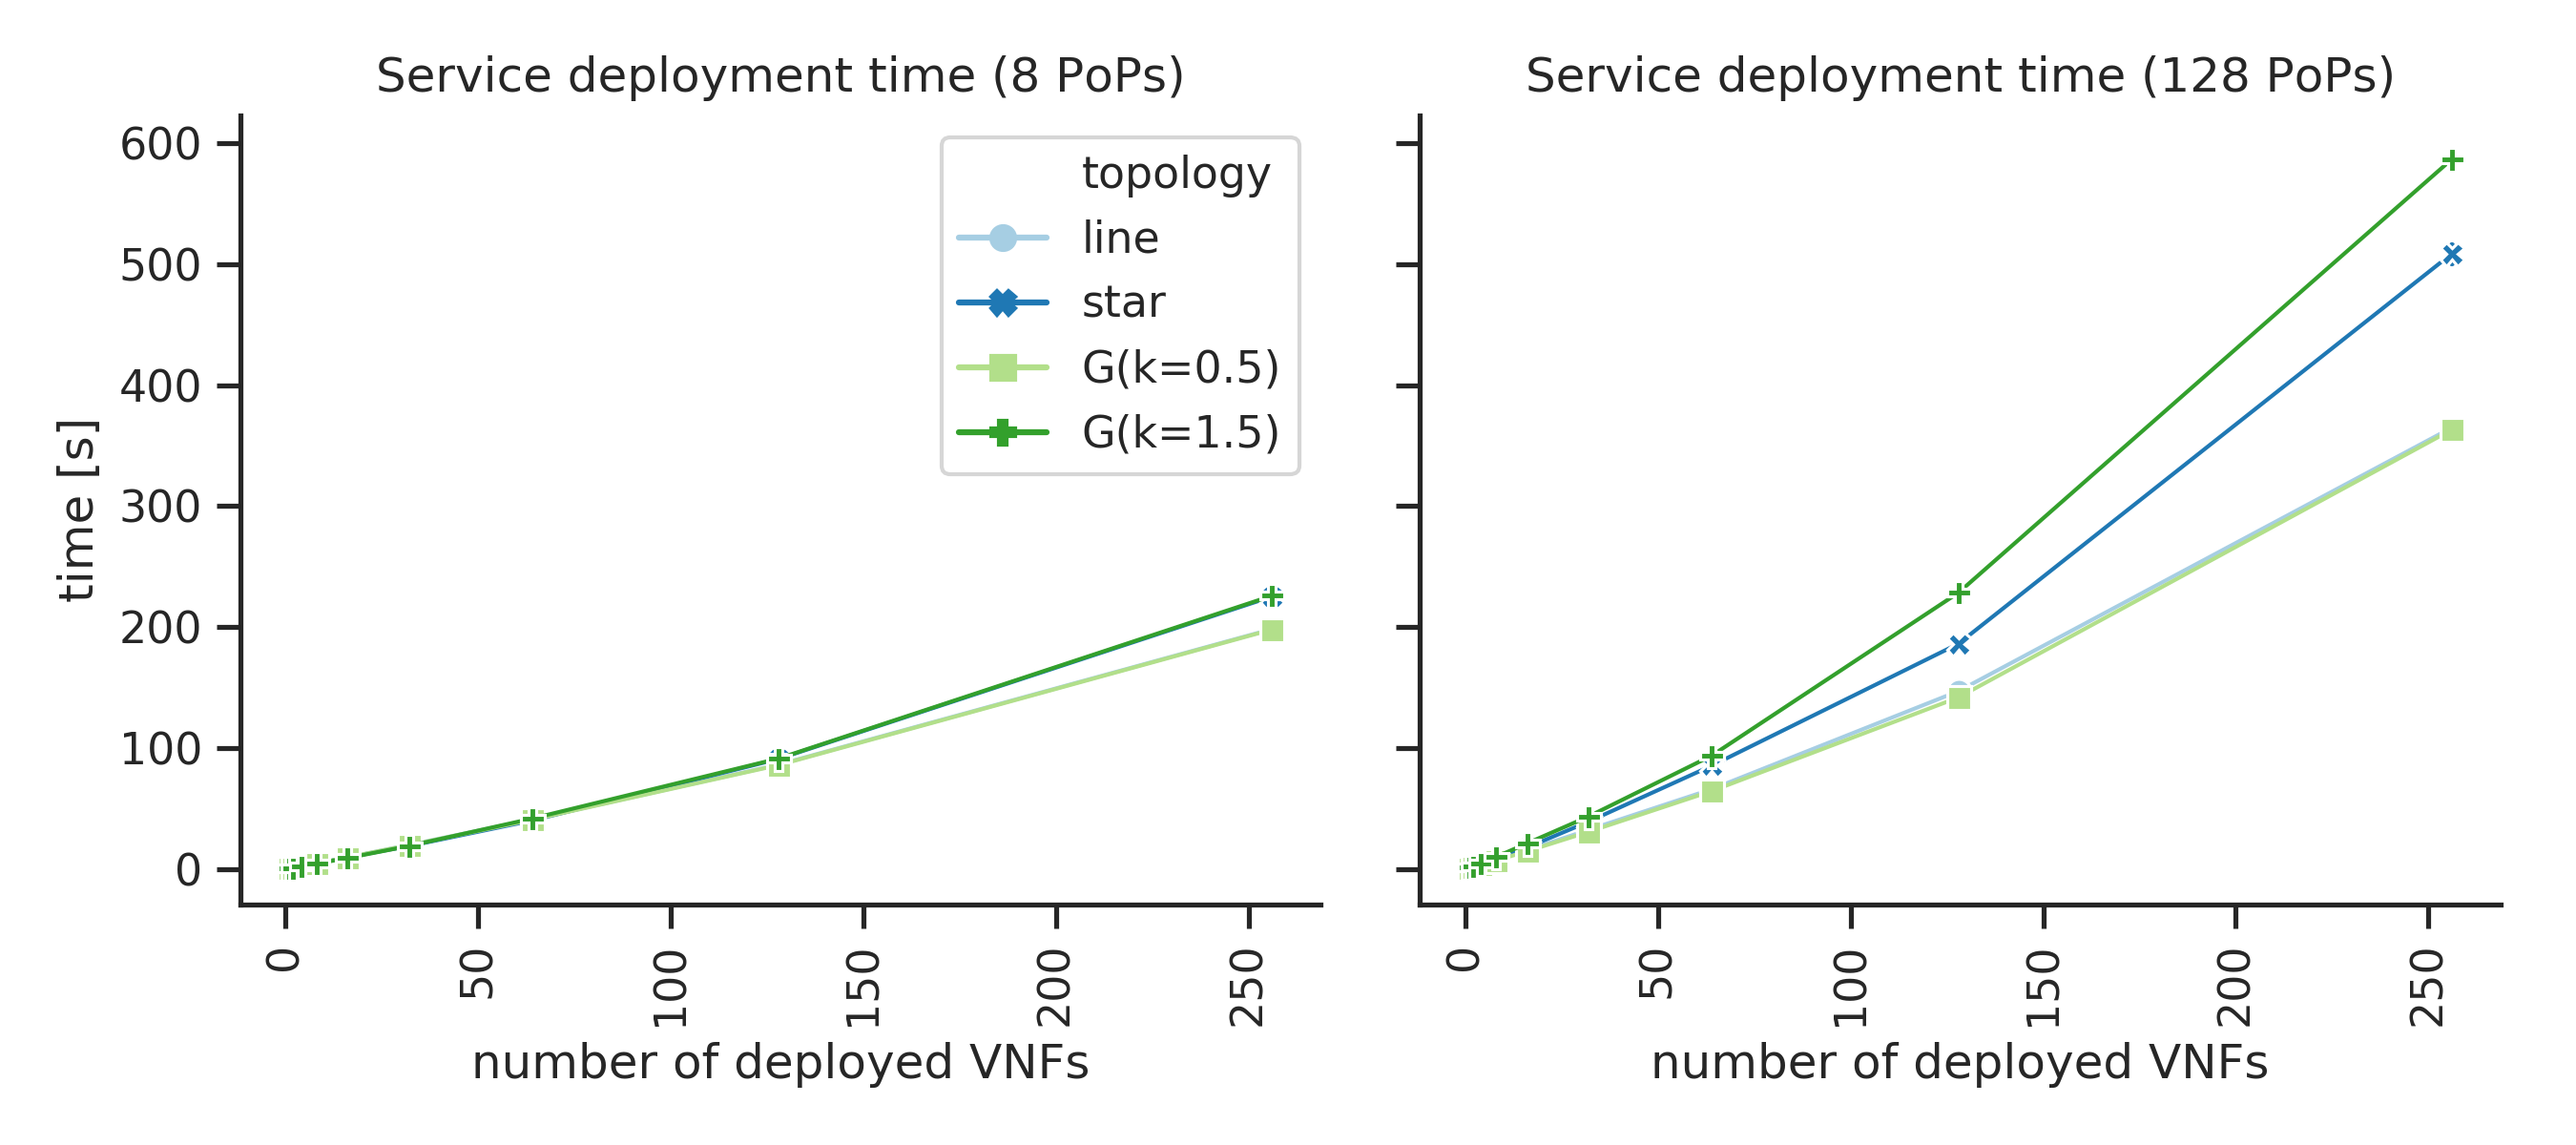 Service deployment time (8 PoPs)
Service deployment time (128 PoPs)
time [s]
600
500
400
300
200
100
0
topology
line
star
G(k=0.5)
G(k=1.5)
0
50
100
150
200
250
number of deployed VNFs
0
50
100
150
200
250
number of deployed VNFs